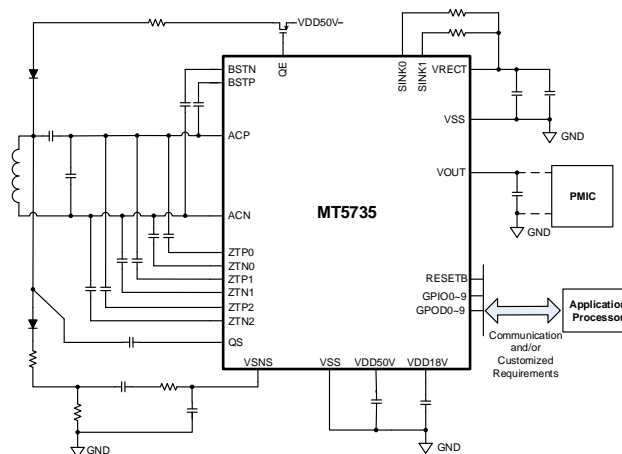 VDD50V
QE
SINK0
SINK1
BSTN
BSTP
VRECT
GND
ACP
VSS
VOUT
PMIC
MT5735
ACN
GND
ZTP0
ZTN0
ZTP1
ZTN1
ZTP2
ZTN2
RESETB
GPIO0~9
GPOD0~9
Application
Processor
Communication
and/or
Customized
Requirements
QS
VSNS
VSS
VDD50V
VDD18V
GND
GND